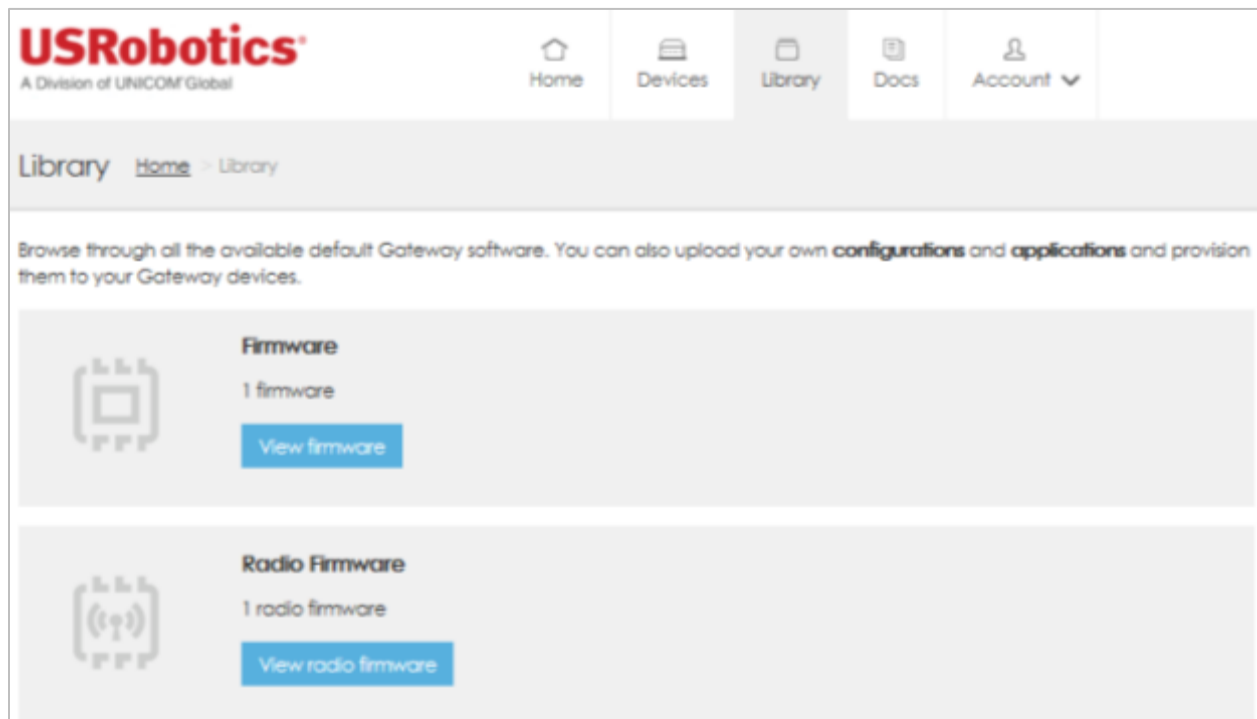 USRobotics®
A Division of UNICOM® Global
Home
Devices
Library
Docs
Account
Library Home > Library
Browse through all the available default Gateway software. You can also upload your own configurations and applications and provision
them to your Gateway devices.
Firmware
1 firmware
View firmware
Radio Firmware
1 radio firmware
View radio firmware